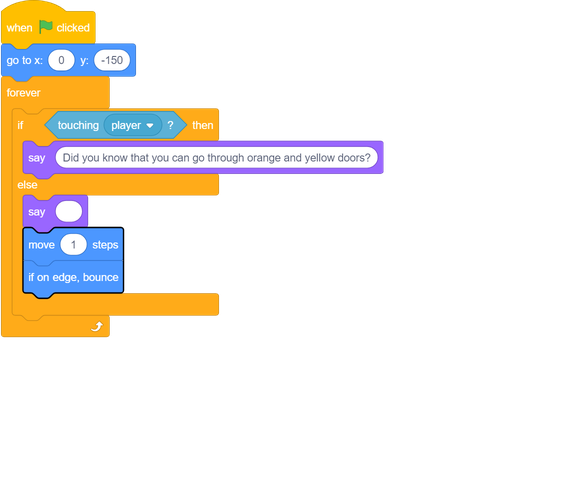 when clicked
go to x: 0 y: -150
forever
if touching player ? then
say Did you know that you can go through orange and yellow doors?
else
say
move 1 steps
if on edge, bounce